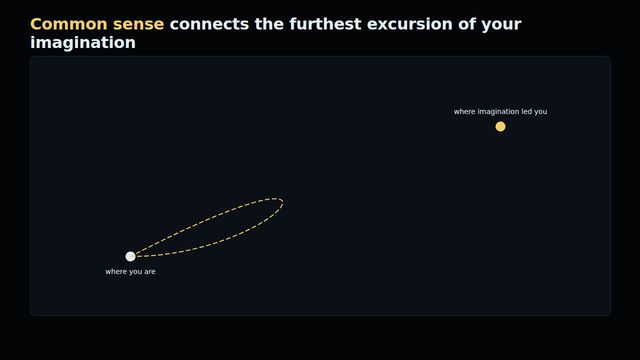 Common sense connects the furthest excursion of your
imagination
where imagination led you
where you are